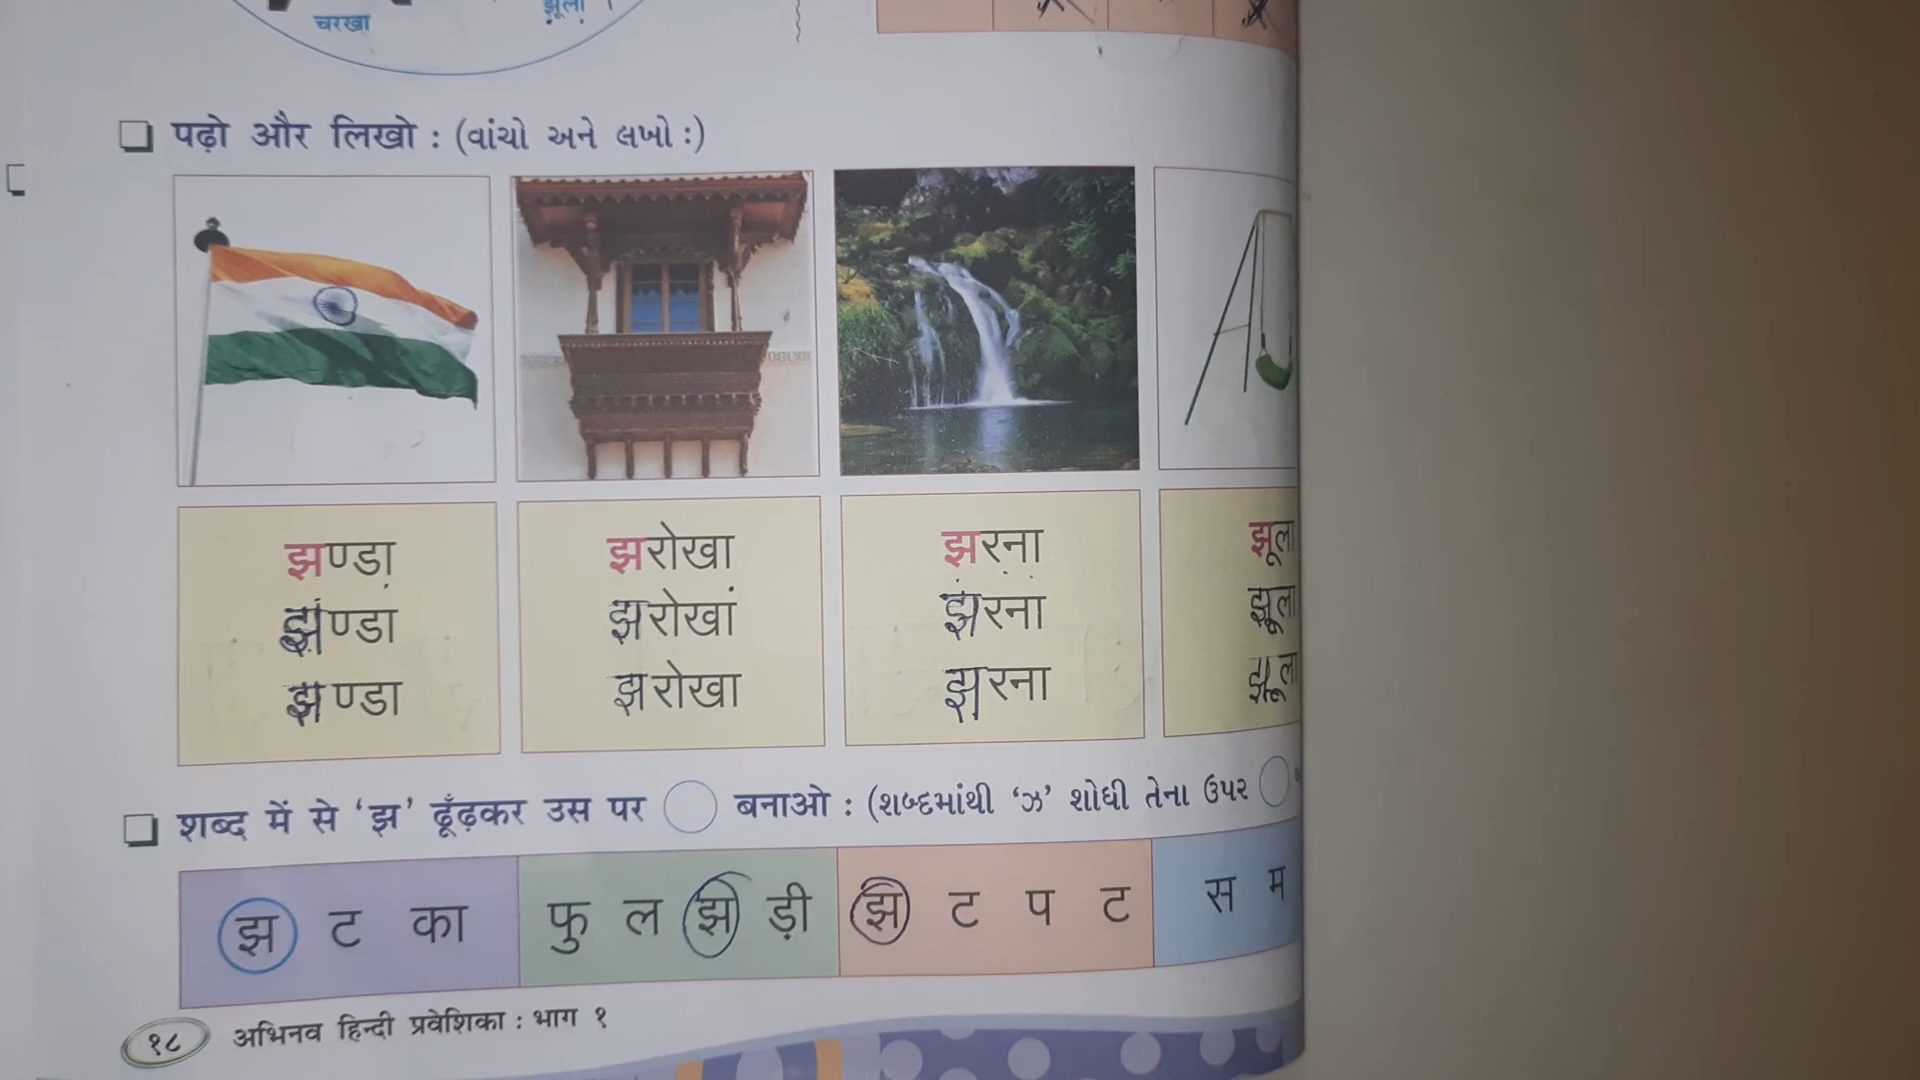 चरखा झूला
पढ़ो और लिखो : (વાંચો અને લખો :)
झण्डा झरोखा झरना झूला
झण्डा झरोखा झरना झूला
झण्डा झरोखा झरना झूला
शब्द में से ‘झ’ ढूँढ़कर उस पर बनाओ : (શબ્દમાંથી ‘ઝ’ શોધી તેના ઉપર
झ ट का फु ल झ ड़ी झ ट प ट स म
१८ अभिनव हिन्दी प्रवेशिका : भाग १